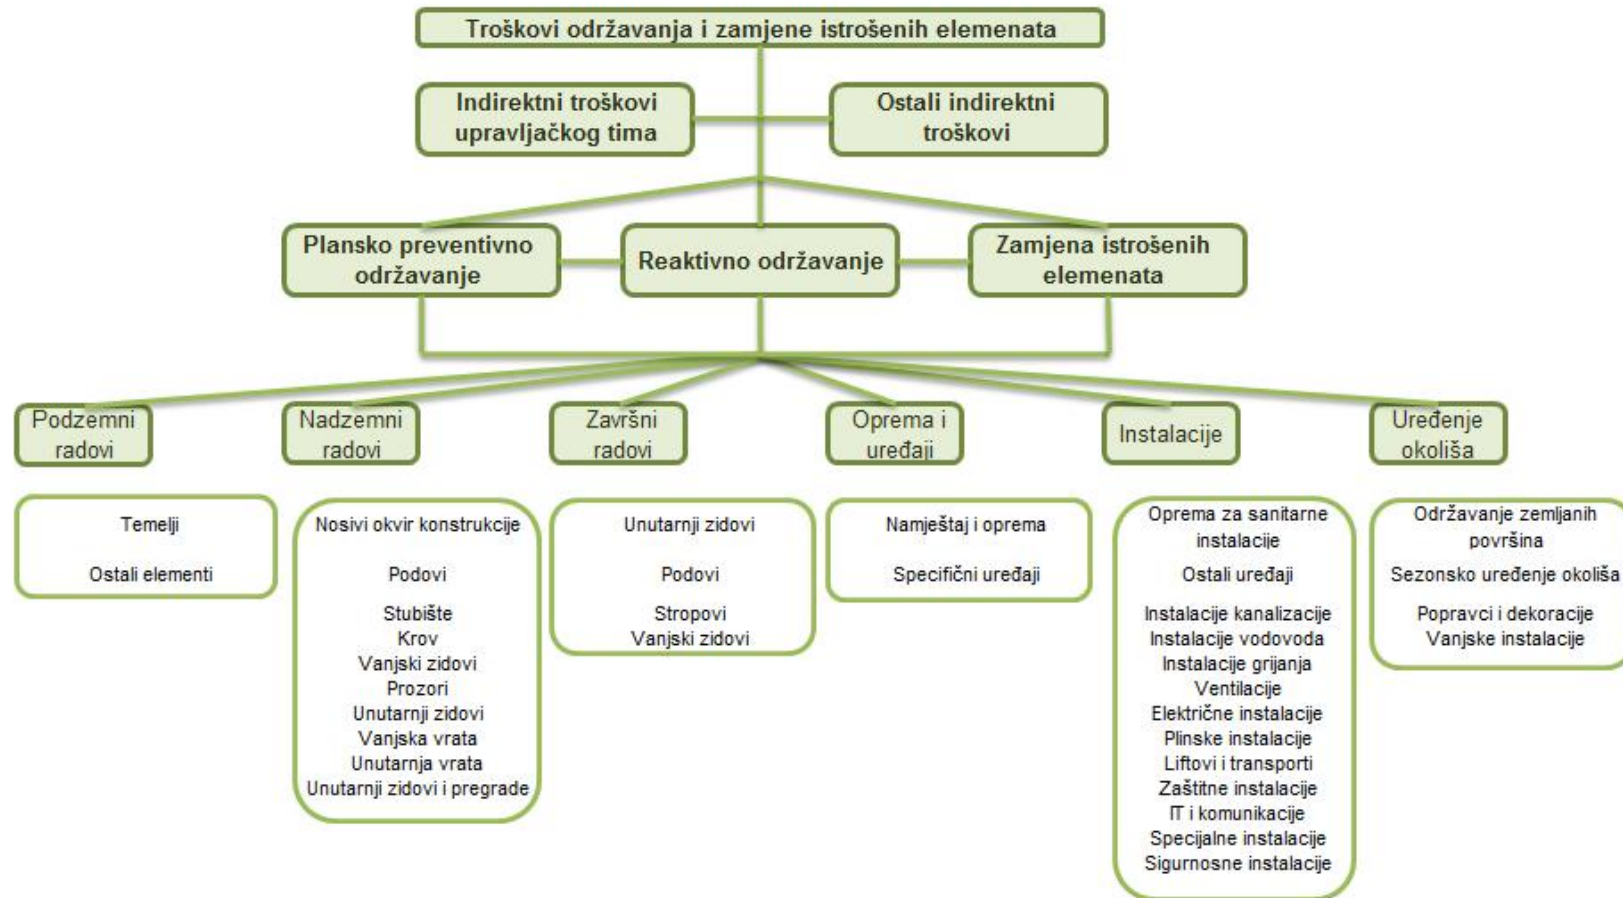 Troškovi održavanja i zamjene istrošenih elemenata
Indirektni troškovi
upravljačkog tima
Ostali indirektni
troškovi
Plansko preventivno
održavanje
Reaktivno održavanje
Zamjena istrošenih
elemenata
Podzemni
radovi
Nadzemni
radovi
Završni
radovi
Oprema i
uređaji
Instalacije
Uređenje
okoliša
Temelji
Ostali elementi
Nosivi okvir konstrukcije
Podovi
Stubište
Krov
Vanjski zidovi
Prozori
Unutarnji zidovi
Vanjska vrata
Unutarnja vrata
Unutarnji zidovi i pregrade
Unutarnji zidovi
Podovi
Stropovi
Vanjski zidovi
Namještaj i oprema
Specifični uređaji
Oprema za sanitarne
instalacije
Ostali uređaji
Instalacije kanalizacije
Instalacije vodovoda
Instalacije grijanja
Ventilacije
Električne instalacije
Plinske instalacije
Liftovi i transporti
Zaštitne instalacije
IT i komunikacije
Specijalne instalacije
Sigurnosne instalacije
Održavanje zemljanih
površina
Sezonsko uređenje okoliša
Popravci i dekoracije
Vanjske instalacije